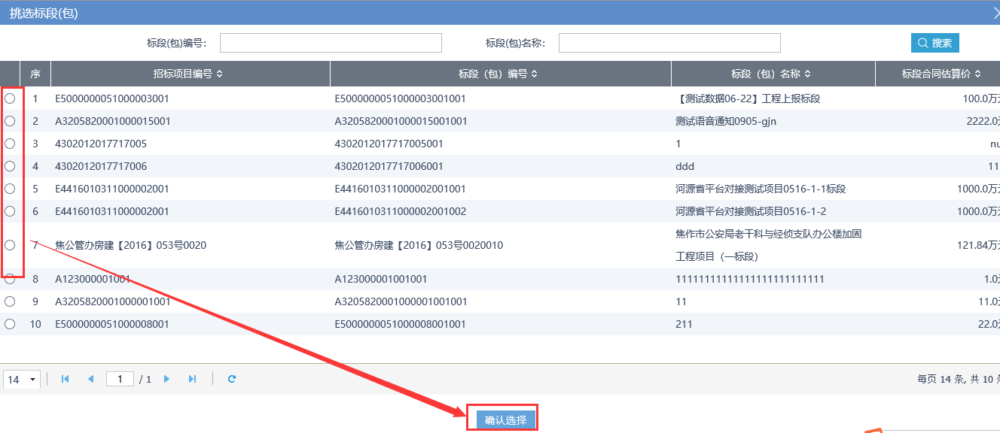 挑选标段(包)
标段(包)编号： 标段(包)名称： 搜索
序 招标项目编号 标段（包）编号 标段（包）名称 标段合同估算价
1 E5000000051000003001 E5000000051000003001001 【测试数据06-22】工程上报标段 100.0万
2 A3205820001000015001 A3205820001000015001001 测试语音通知0905-gjn 2222.0
3 4302012017717005 4302012017717005001 1 nu
4 4302012017717006 4302012017717006001 ddd 11
5 E4416010311000002001 E4416010311000002001001 河源省平台对接测试项目0516-1-1标段 1000.0万
6 E4416010311000002001 E4416010311000002001002 河源省平台对接测试项目0516-1-2 1000.0万
7 焦公管办房建【2016】053号0020 焦公管办房建【2016】053号0020010 焦作市公安局老干科与经侦支队办公楼加固 121.84万
工程项目（一标段）
8 A123000001001 A123000001001001 11111111111111111111111111 1.0
9 A3205820001000001001 A3205820001000001001001 11 11.0
10 E5000000051000008001 E5000000051000008001001 211 22.0
14 1 / 1 每页 14 条, 共 10
确认选择